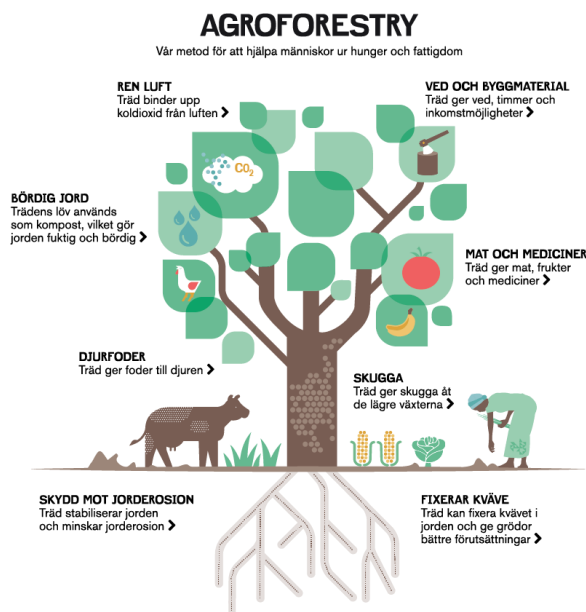 AGROFORESTRY
Vår metod för att hjälpa människor ur hunger och fattigdom
REN LUFT
Träd binder upp
koldioxid från luften >
VED OCH BYGGMATERIAL
Träd ger ved, timmer och
inkomstmöjligheter >
CO2
BÖRDIG JORD
Trädens löv används
som kompost, vilket gör
jorden fuktig och bördig >
MAT OCH MEDICINER
Träd ger mat, frukter
och mediciner >
DJURFODER
Träd ger foder till djuren >
SKUGGA
Träd ger skugga åt
de lägre växterna >
SKYDD MOT JORDEROSION
Träd stabiliserar jorden
och minskar jorderosion >
FIXERAR KVÄVE
Träd kan fixera kvävet i
jorden och ge grödor
bättre förutsättningar >